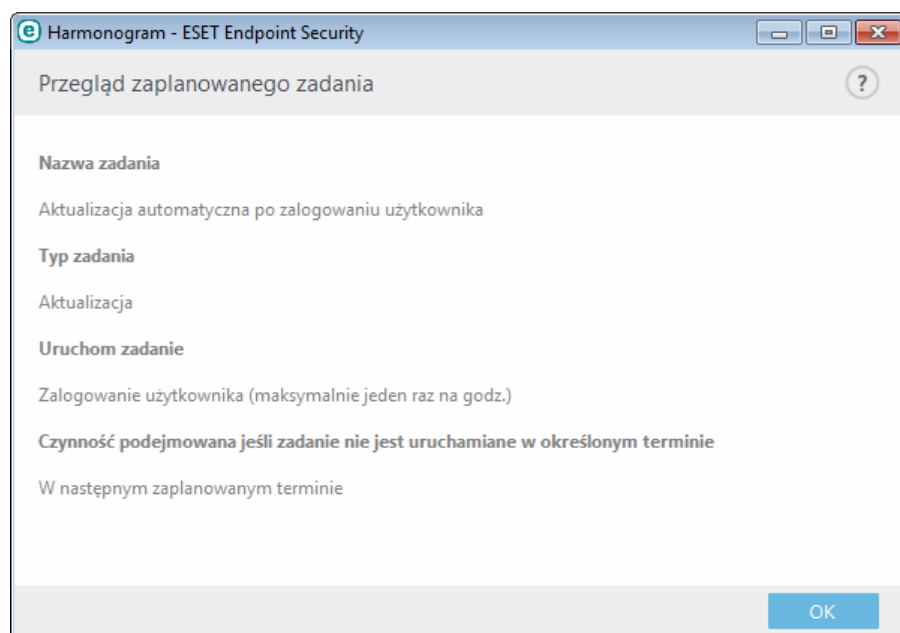 Harmonogram - ESET Endpoint Security
Przegląd zaplanowanego zadania
?
Nazwa zadania
Aktualizacja automatyczna po zalogowaniu użytkownika
Typ zadania
Aktualizacja
Uruchom zadanie
Zalogowanie użytkownika (maksymalnie jeden raz na godz.)
Czynność podejmowana jeśli zadanie nie jest uruchamiane w określonym terminie
W następnym zaplanowanym terminie
OK